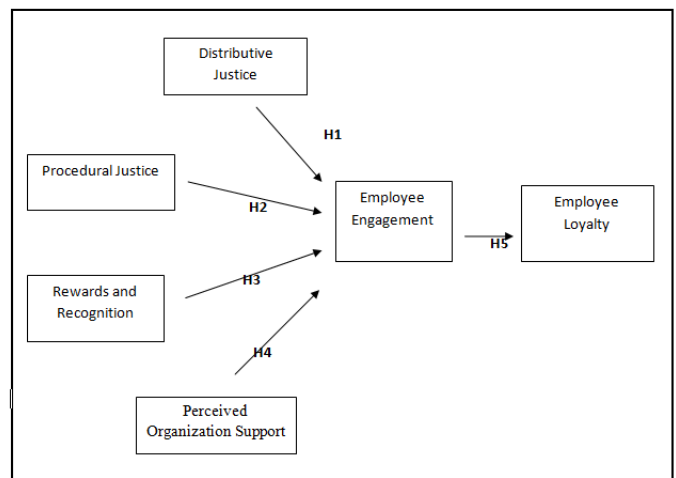 Distributive
Justice
H1
Procedural Justice
H2
Employee
Engagement
Employee
Loyalty
H5
Rewards and
Recognition
H3
H4
Perceived
Organization Support